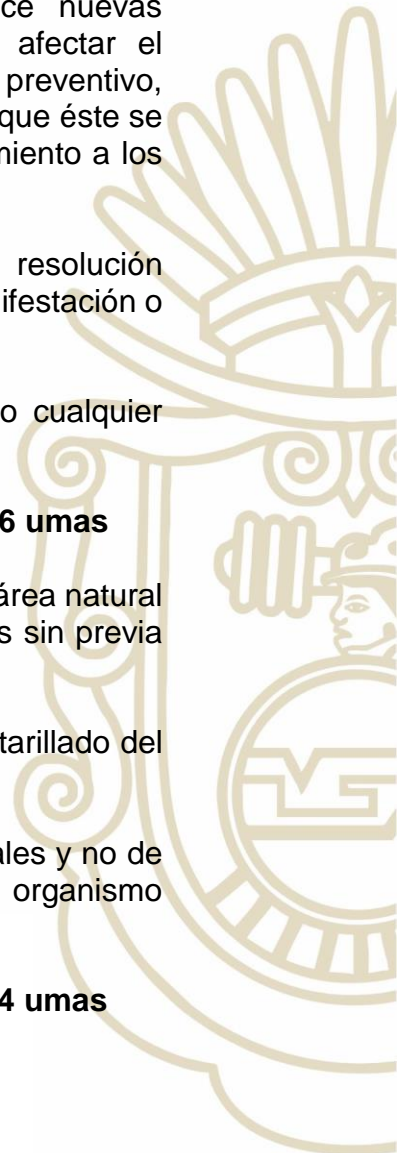 ce nuevas
afectar el
preventivo,
que éste se
miento a los
resolución
ifestación o
o cualquier
6 umas
área natural
s sin previa
tarillado del
ales y no de
organismo
4 umas